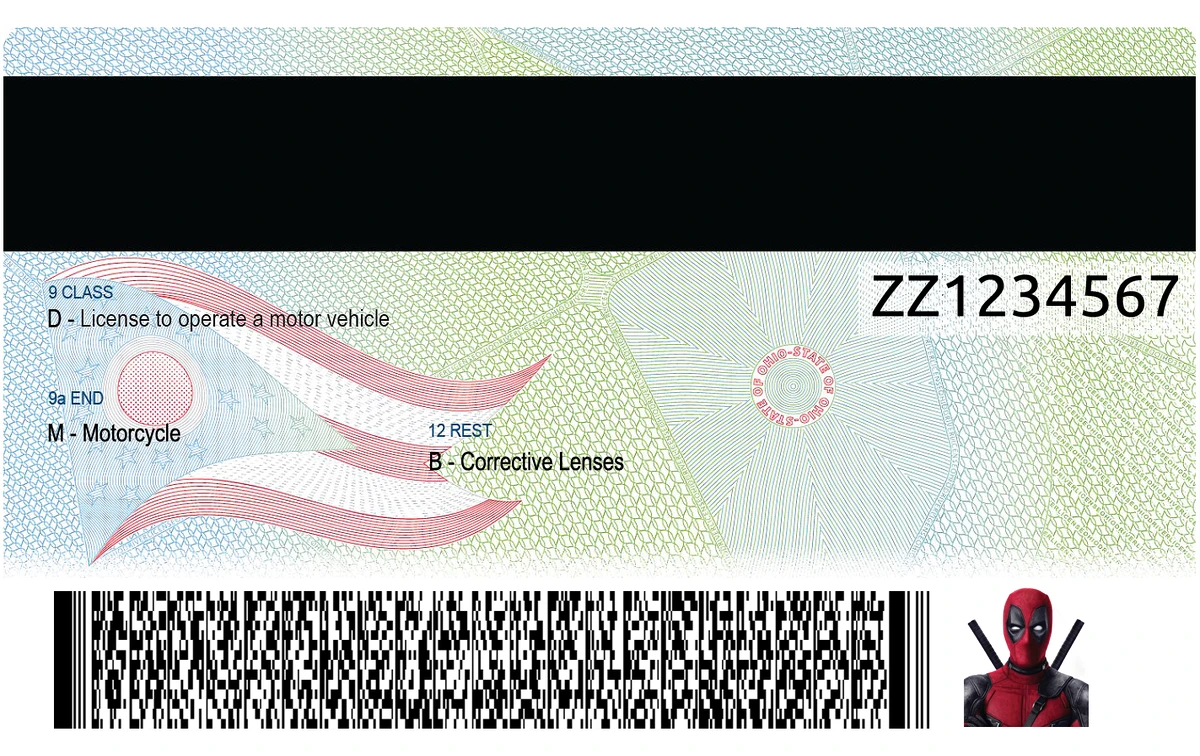 ZZ1234567
9 CLASS
D - License to operate a motor vehicle
9a END
M - Motorcycle
12 REST
B - Corrective Lenses
STATE OF OHIO-STATE OF OHIO-